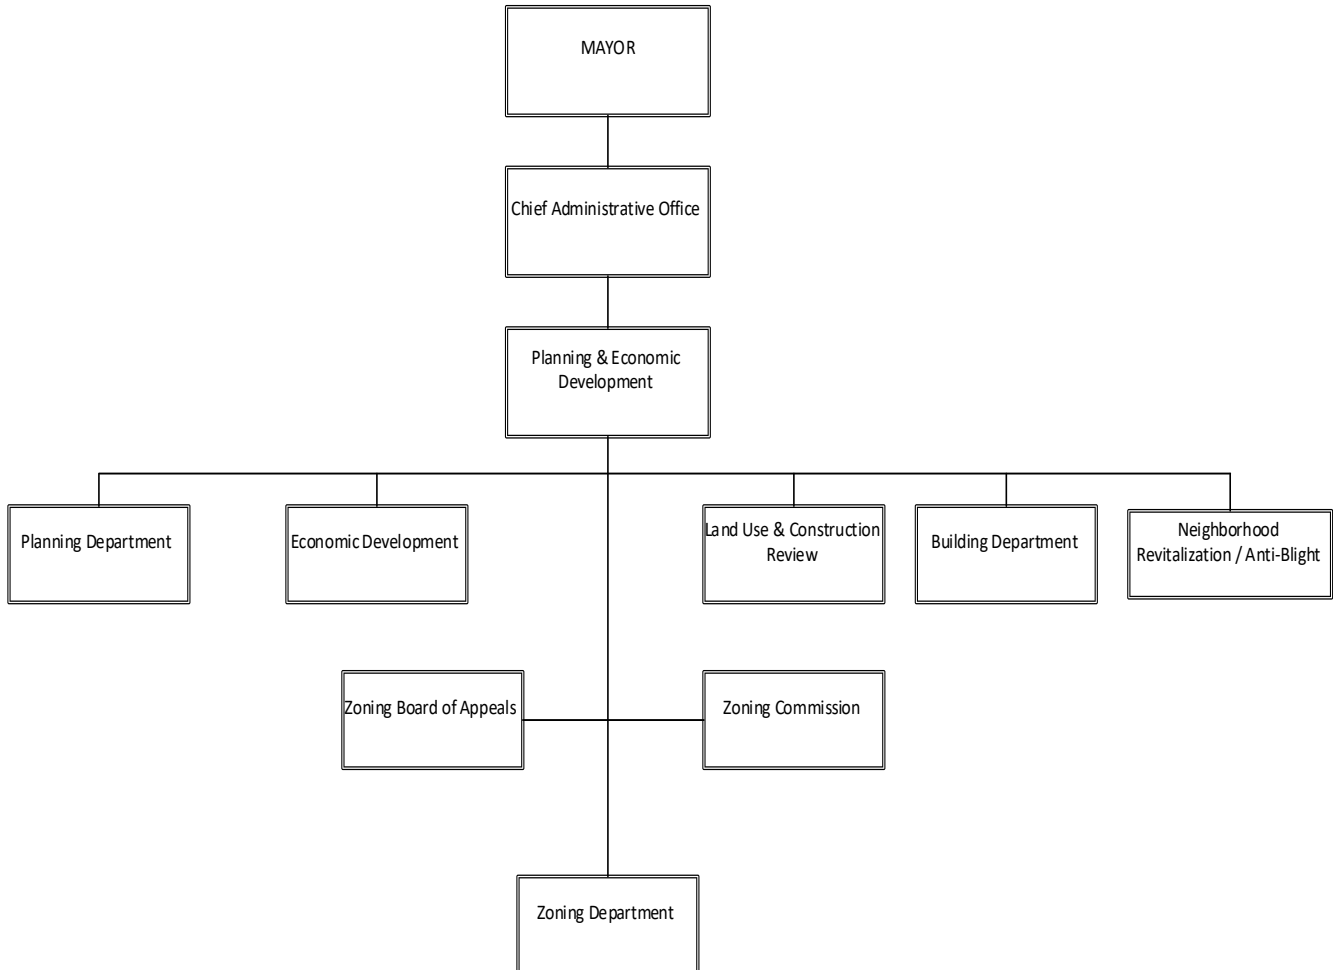 MAYOR
Chief Administrative Office
Planning & Economic
Development
Planning Department
Economic Development
Land Use & Construction
Review
Building Department
Neighborhood
Revitalization / Anti-Blight
Zoning Board of Appeals
Zoning Commission
Zoning Department